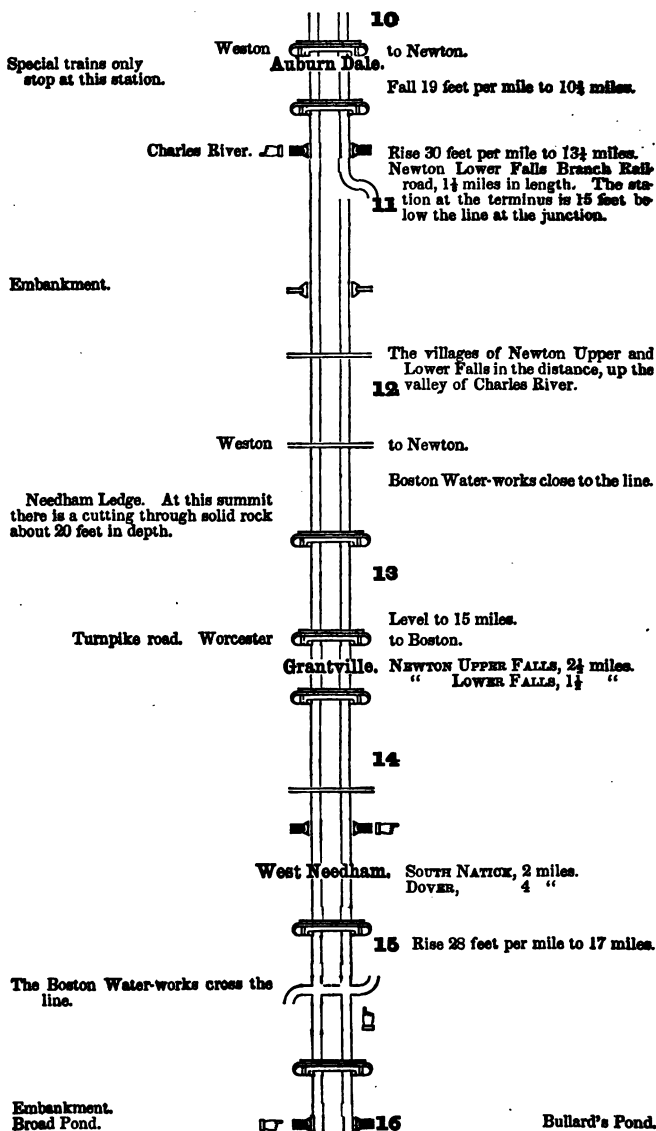 10
Weston to Newton.
Special trains only
stop at this station.
Auburn Dale.
Fall 19 feet per mile to 10¾ miles.
Charles River.
Rise 30 feet per mile to 13¼ miles.
Newton Lower Falls Branch Rail-
road, 1¼ miles in length. The sta-
11 tion at the terminus is 15 feet be-
low the line at the junction.
Embankment.
The villages of Newton Upper and
Lower Falls in the distance, up the
12 valley of Charles River.
Weston to Newton.
Boston Water-works close to the line.
Needham Ledge. At this summit
there is a cutting through solid rock
about 20 feet in depth.
13
Level to 15 miles.
Turnpike road. Worcester to Boston.
Grantville. NEWTON UPPER FALLS, 2¼ miles.
“ LOWER FALLS, 1½ “
14
West Needham. SOUTH NATICK, 2 miles.
DOVER, 4 “
15 Rise 28 feet per mile to 17 miles.
The Boston Water-works cross the
line.
Embankment.
Broad Pond. 16 Bullard's Pond.